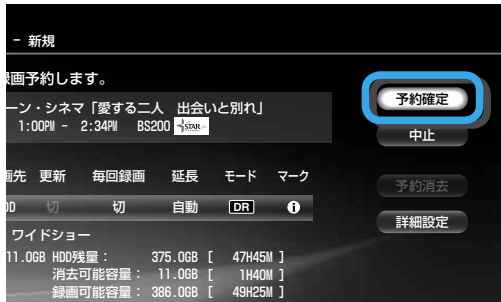 - 新規
録画予約します。
ーン・シネマ「愛する二人 出会いと別れ」
1:00PM - 2:34PM BS200 STAR
予約確定
中止
画先 更新 毎回録画 延長 モード マーク
予約消去
DD 切 切 自動 DR
詳細設定
ワイドショー
11.0GB HDD残量: 375.0GB [ 47H45M ]
消去可能容量: 11.0GB [ 1H40M ]
録画可能容量: 386.0GB [ 49H25M ]